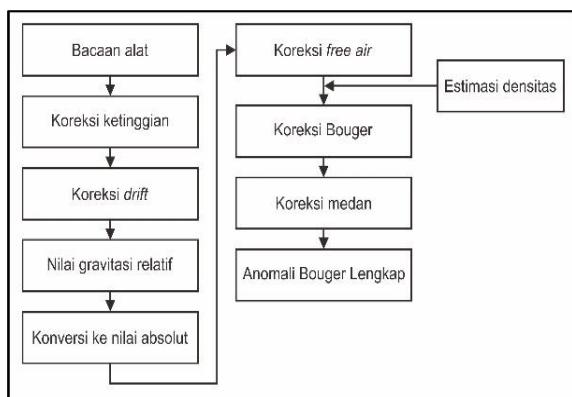 Bacaan alat
Koreksi ketinggian
Koreksi drift
Nilai gravitasi relatif
Konversi ke nilai absolut
Koreksi free air
Estimasi densitas
Koreksi Bouger
Koreksi medan
Anomali Bouger Lengkap